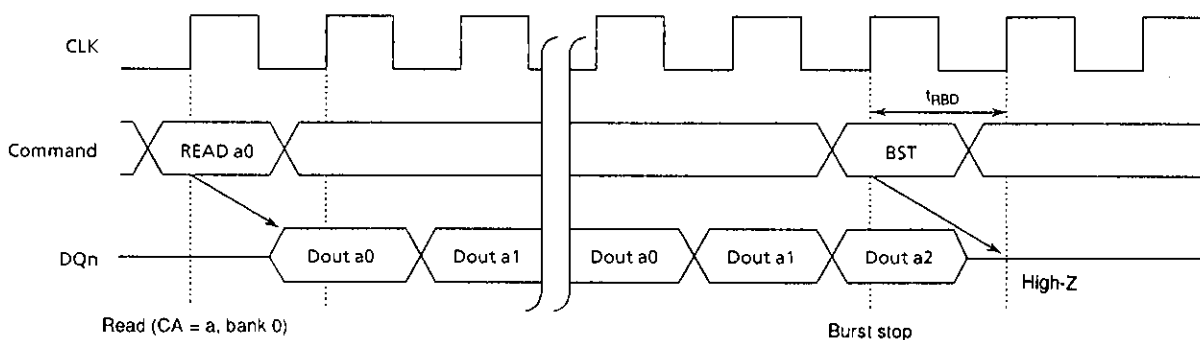 CLK
t_RBD
Command
READ a0
BST
DQn
Dout a0
Dout a1
Dout a0
Dout a1
Dout a2
High-Z
Read (CA = a, bank 0)
Burst stop